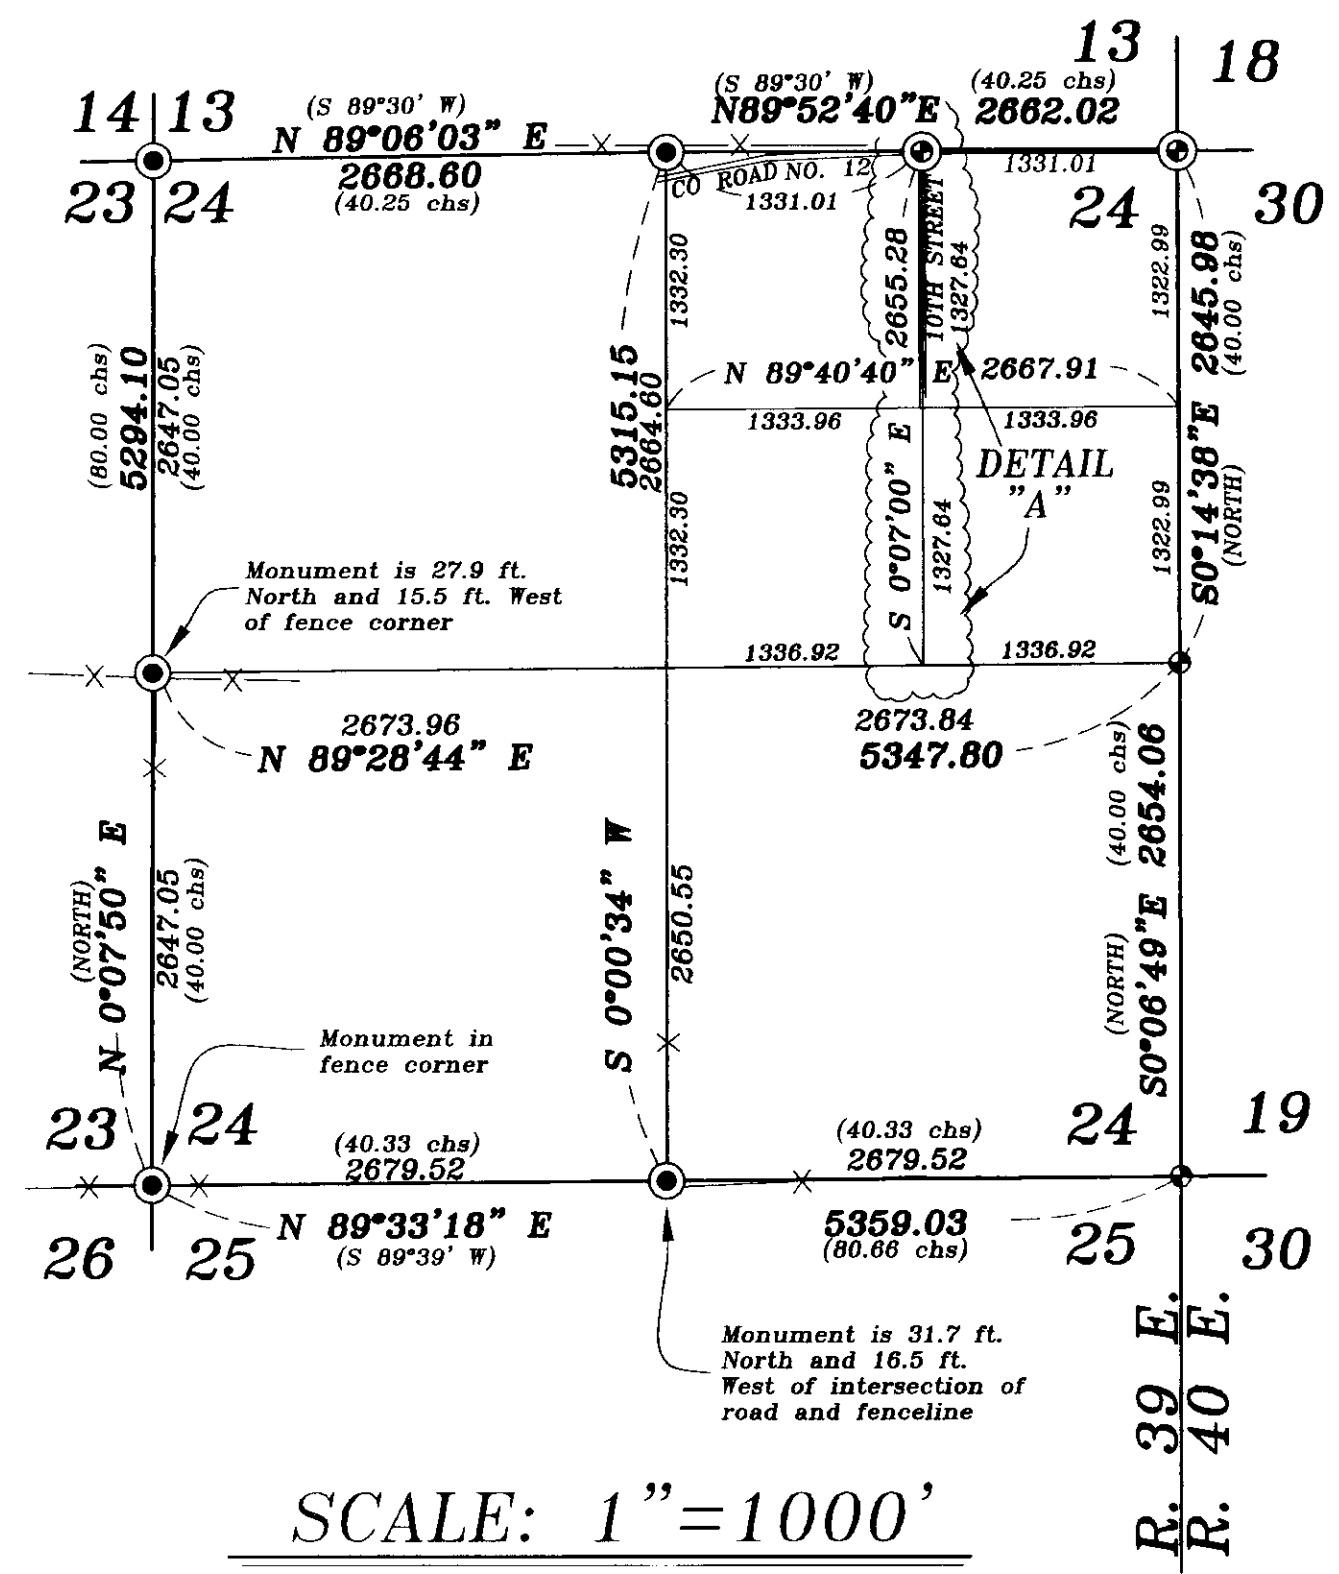 13
18
14
13
(S 89°30' W)
N 89°06'03" E
2668.60
(40.25 chs)
(S 89°30' W)
N89°52'40"E
(40.25 chs)
2662.02
1331.01
CO ROAD NO. 12
1331.01
23
24
24
30
1332.30
2655.28
10TH STREET
1327.64
1322.99
2645.98
(40.00 chs)
(80.00 chs)
5294.10
2647.05
(40.00 chs)
5315.15
2664.60
N 89°40'40" E
2667.91
1333.96
1333.96
DETAIL
"A"
1332.30
S 0°07'00" E
1327.64
1322.99
S0°14'38"E
(NORTH)
Monument is 27.9 ft.
North and 15.5 ft. West
of fence corner
1336.92
1336.92
2673.96
N 89°28'44" E
2673.84
5347.80
(40.00 chs)
2654.06
(NORTH)
N 0°07'50" E
2647.05
(40.00 chs)
S 0°00'34" W
2650.55
(NORTH)
S0°06'49"E
Monument in
fence corner
23
24
24
19
(40.33 chs)
2679.52
(40.33 chs)
2679.52
N 89°33'18" E
(S 89°39' W)
5359.03
(80.66 chs)
26
25
25
30
Monument is 31.7 ft.
North and 16.5 ft.
West of intersection of
road and fenceline
R. 39 E.
R. 40 E.
SCALE: 1"=1000'